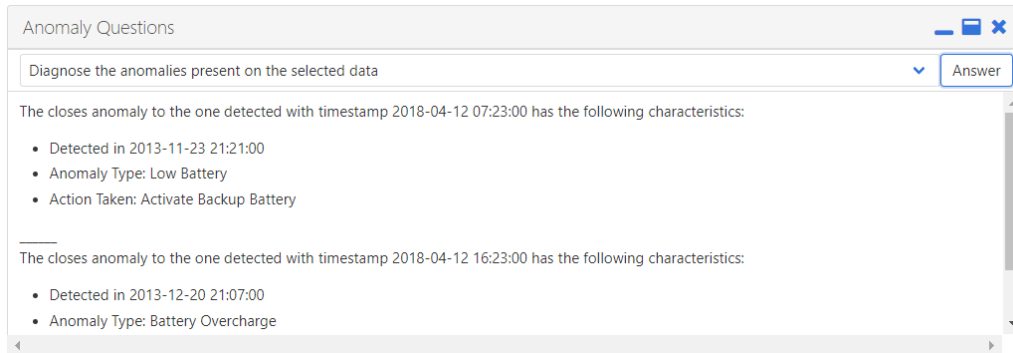 Anomaly Questions
Diagnose the anomalies present on the selected data
Answer
The closes anomaly to the one detected with timestamp 2018-04-12 07:23:00 has the following characteristics:
• Detected in 2013-11-23 21:21:00
• Anomaly Type: Low Battery
• Action Taken: Activate Backup Battery
The closes anomaly to the one detected with timestamp 2018-04-12 16:23:00 has the following characteristics:
• Detected in 2013-12-20 21:07:00
• Anomaly Type: Battery Overcharge